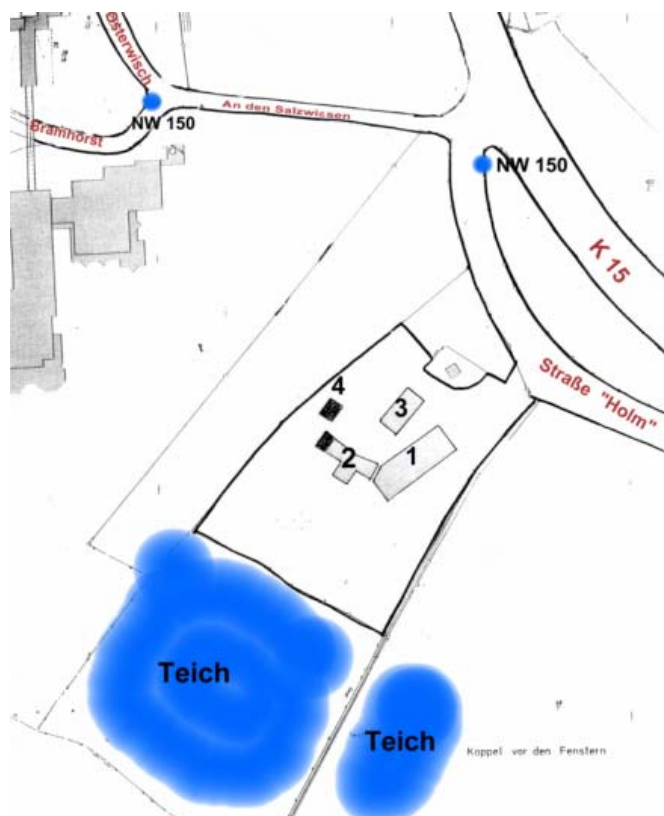 Osterwisch
Bramhorst
NW 150
An den Salzwiesen
NW 150
K 15
Straße "Holm"
4
3
2
1
Teich
Teich
Koppel vor den Fenstern